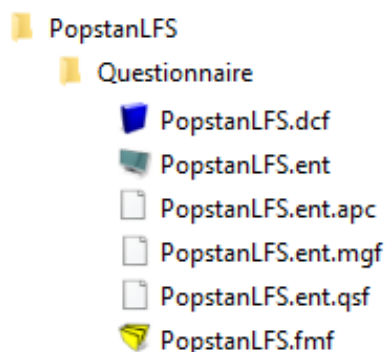 PopstanLFS
Questionnaire
PopstanLFS.dcf
PopstanLFS.ent
PopstanLFS.ent.apc
PopstanLFS.ent.mgf
PopstanLFS.ent.qsf
PopstanLFS.fmf